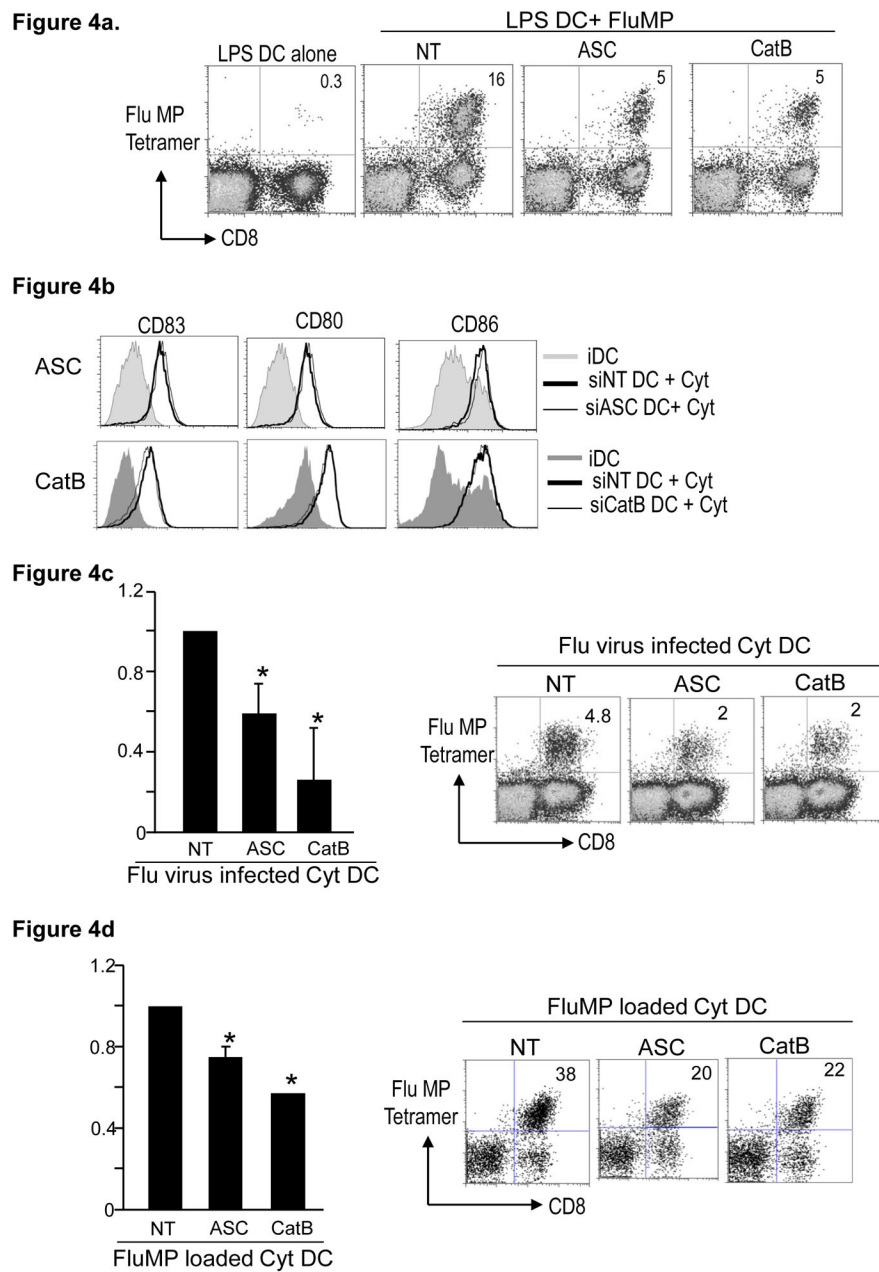 Figure 4a.
LPS DC+ FluMP
LPS DC alone
NT
ASC
CatB
0.3
16
5
5
Flu MP
Tetramer
CD8
Figure 4b
CD83
CD80
CD86
ASC
iDC
siNT DC + Cyt
siASC DC+ Cyt
CatB
iDC
siNT DC + Cyt
siCatB DC + Cyt
Figure 4c
1.2
0.8
0.4
0
*
*
NT
ASC
CatB
Flu virus infected Cyt DC
Flu virus infected Cyt DC
NT
ASC
CatB
4.8
2
2
Flu MP
Tetramer
CD8
Figure 4d
1.2
0.8
0.4
0
*
*
NT
ASC
CatB
FluMP loaded Cyt DC
FluMP loaded Cyt DC
NT
ASC
CatB
38
20
22
Flu MP
Tetramer
CD8